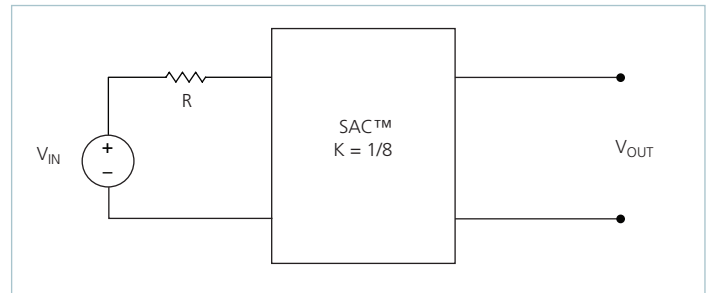 R
SAC™
K = 1/8
V_IN
+
−
V_OUT